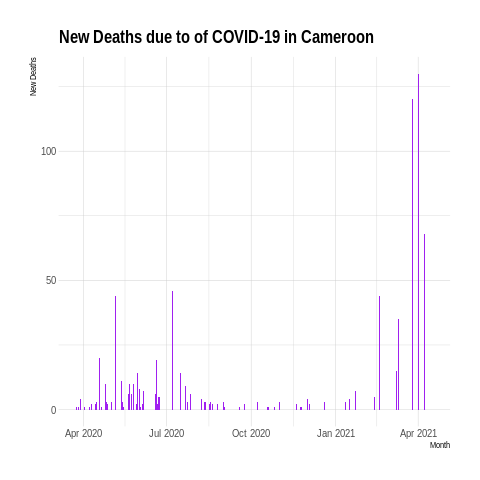 New Deaths due to of COVID-19 in Cameroon
New Deaths
100
50
0
Apr 2020 Jul 2020 Oct 2020 Jan 2021 Apr 2021
Month